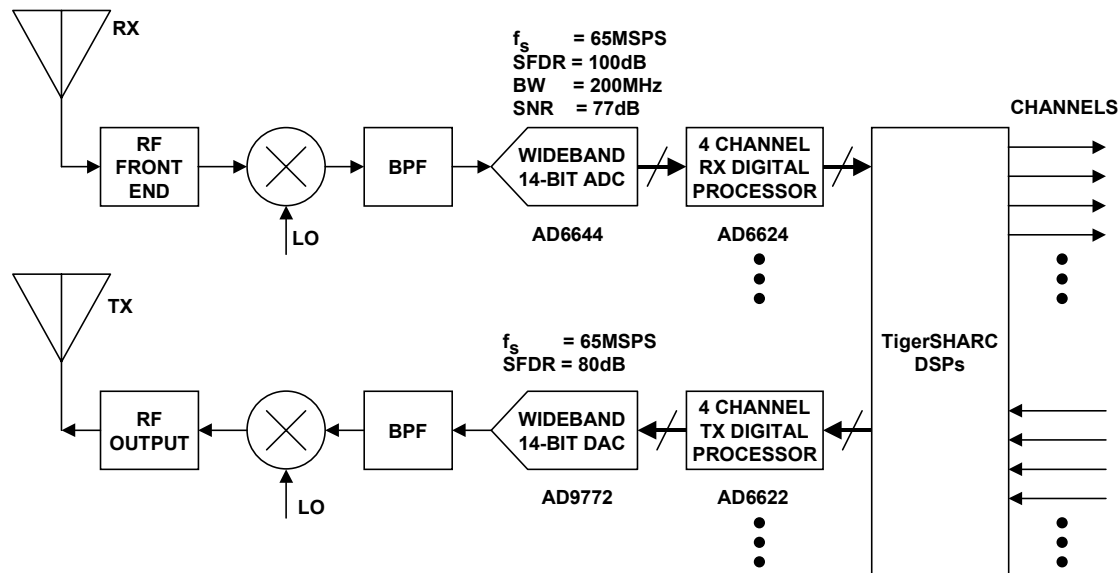 RX
f_s = 65MSPS
SFDR = 100dB
BW = 200MHz
SNR = 77dB
CHANNELS
RF
FRONT
END
BPF
WIDEBAND
14-BIT ADC
4 CHANNEL
RX DIGITAL
PROCESSOR
LO
AD6644
AD6624
TX
f_s = 65MSPS
SFDR = 80dB
TigerSHARC
DSPs
RF
OUTPUT
BPF
WIDEBAND
14-BIT DAC
4 CHANNEL
TX DIGITAL
PROCESSOR
LO
AD9772
AD6622